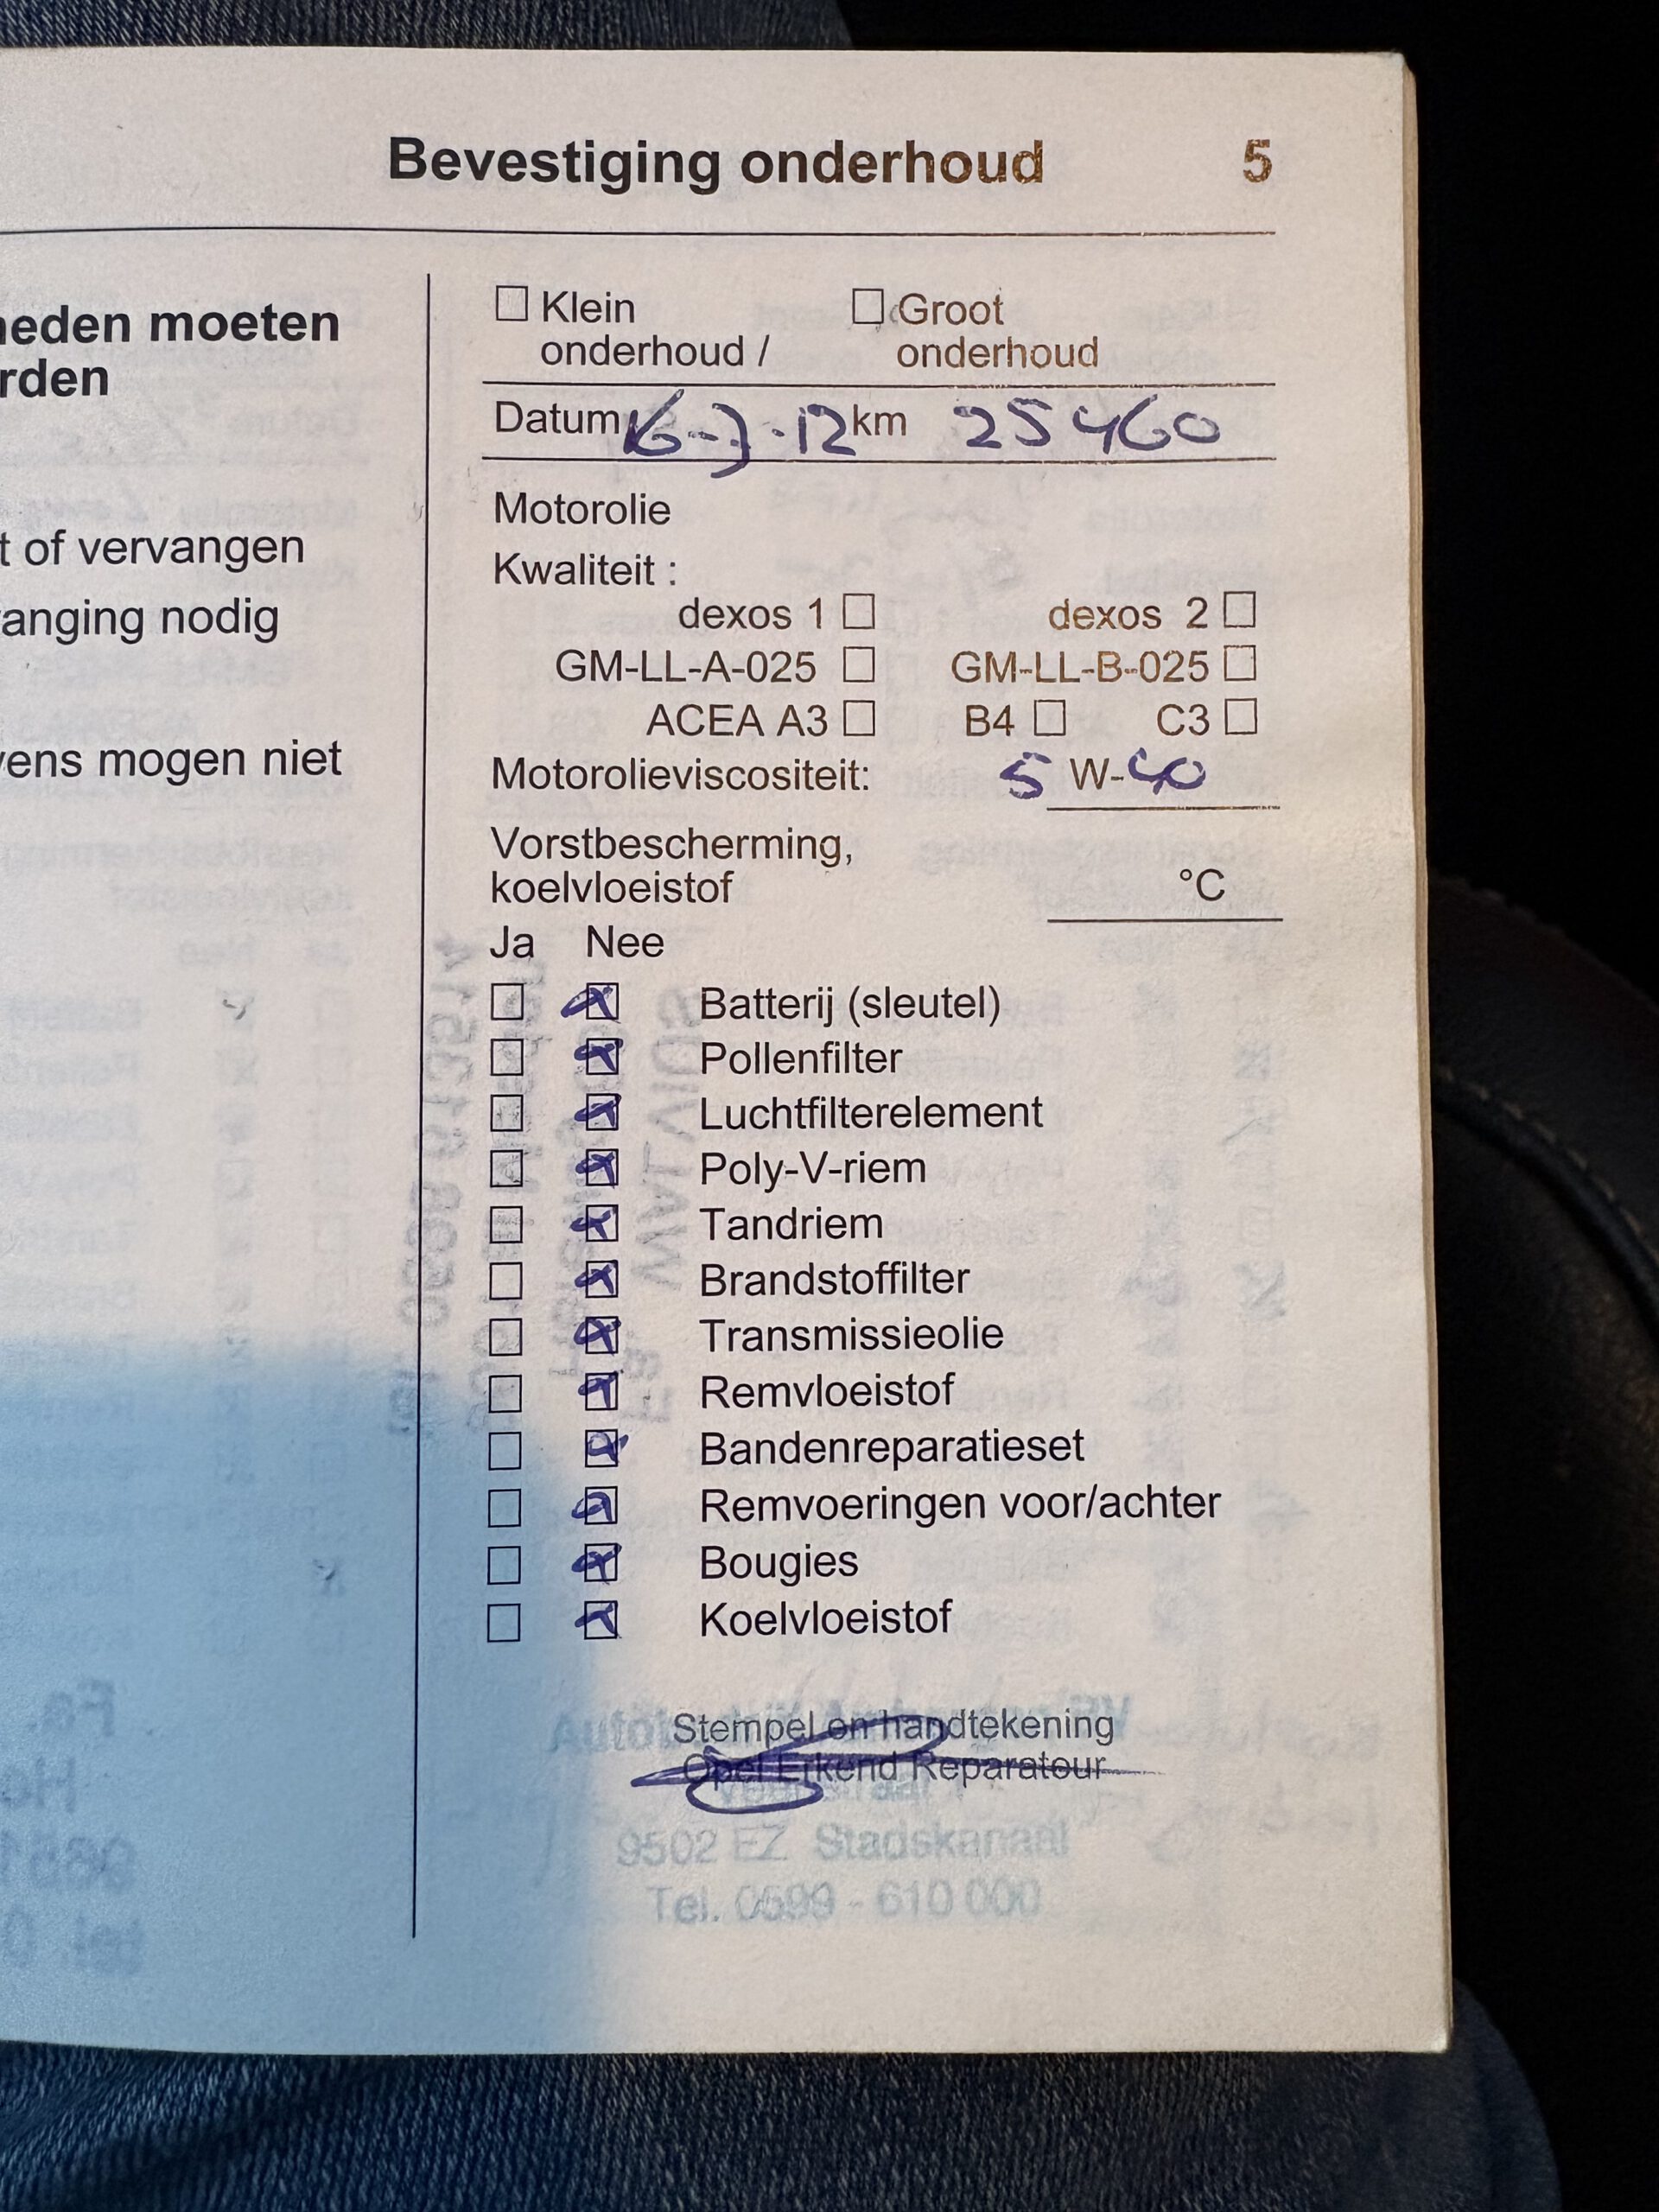 Bevestiging onderhoud 5
heden moeten
rden
t of vervangen
anging nodig
vens mogen niet
Klein onderhoud / Groot onderhoud
Datum 16-7-12 km 25460
Motorolie
Kwaliteit :
dexos 1 dexos 2
GM-LL-A-025 GM-LL-B-025
ACEA A3 B4 C3
Motorolieviscositeit: 5 W-40
Vorstbescherming,
koelvloeistof °C
Ja Nee
Batterij (sleutel)
Pollenfilter
Luchtfilterelement
Poly-V-riem
Tandriem
Brandstoffilter
Transmissieolie
Remvloeistof
Bandenreparatieset
Remvoeringen voor/achter
Bougies
Koelvloeistof
Stempel en handtekening
Opel Erkend Reparateur
9502 EZ Stadskanaal
Tel. 0599 - 610 000